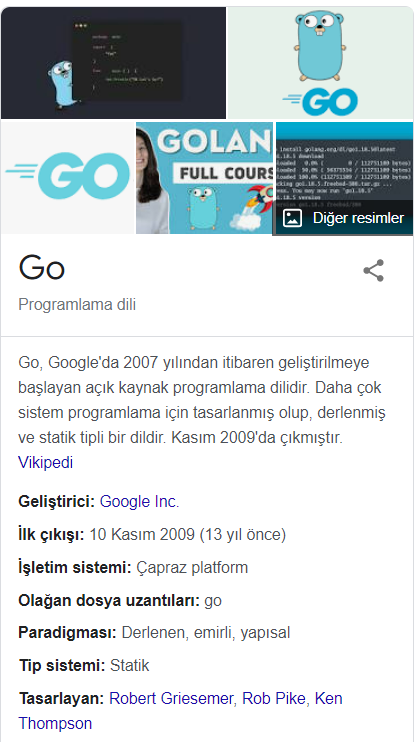 GO
GO
GOLAN
FULL COURS
Diğer resimler
Go
Programlama dili
Go, Google'da 2007 yılından itibaren geliştirilmeye
başlayan açık kaynak programlama dilidir. Daha çok
sistem programlama için tasarlanmış olup, derlenmiş
ve statik tipli bir dildir. Kasım 2009'da çıkmıştır.
Vikipedi
Geliştirici: Google Inc.
İlk çıkışı: 10 Kasım 2009 (13 yıl önce)
İşletim sistemi: Çapraz platform
Olağan dosya uzantıları: go
Paradigması: Derlenen, emirli, yapısal
Tip sistemi: Statik
Tasarlayan: Robert Griesemer, Rob Pike, Ken
Thompson